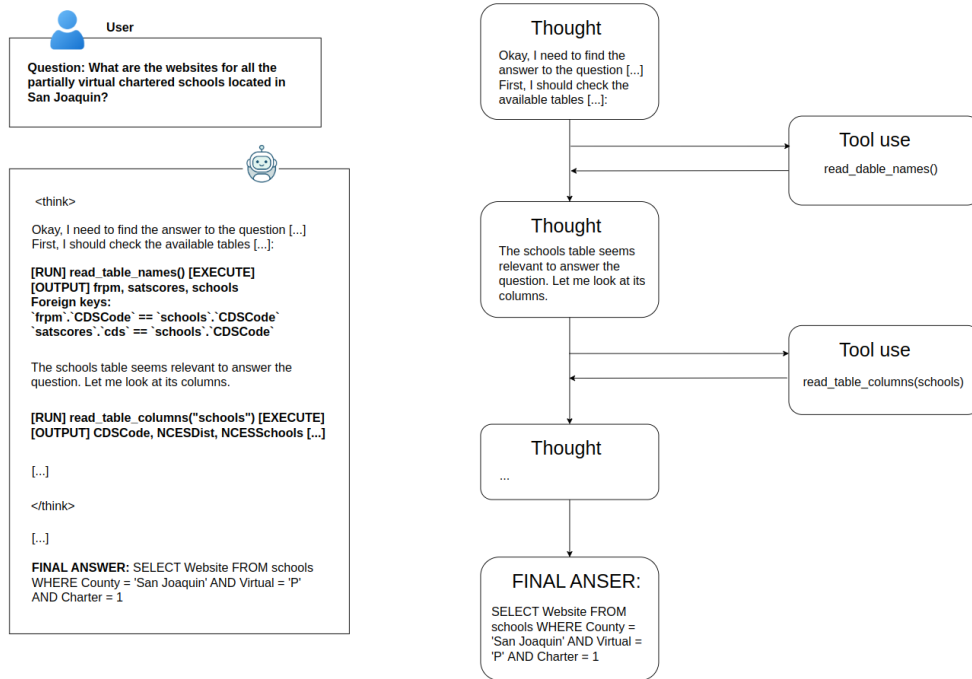 User
Question: What are the websites for all the
partially virtual chartered schools located in
San Joaquin?
<think>
Okay, I need to find the answer to the question [...]
First, I should check the available tables [...]:
[RUN] read_table_names() [EXECUTE]
[OUTPUT] frpm, satscores, schools
Foreign keys:
`frpm`.`CDSCode` == `schools`.`CDSCode`
`satscores`.`cds` == `schools`.`CDSCode`
The schools table seems relevant to answer the
question. Let me look at its columns.
[RUN] read_table_columns("schools") [EXECUTE]
[OUTPUT] CDSCode, NCESDist, NCESSchools [...]
[...]
</think>
[...]
FINAL ANSWER: SELECT Website FROM schools
WHERE County = 'San Joaquin' AND Virtual = 'P'
AND Charter = 1
Thought
Okay, I need to find the
answer to the question [...]
First, I should check the
available tables [...]:
Tool use
read_dable_names()
Thought
The schools table seems
relevant to answer the
question. Let me look at its
columns.
Tool use
read_table_columns(schools)
Thought
...
FINAL ANSER:
SELECT Website FROM
schools WHERE County =
'San Joaquin' AND Virtual =
'P' AND Charter = 1